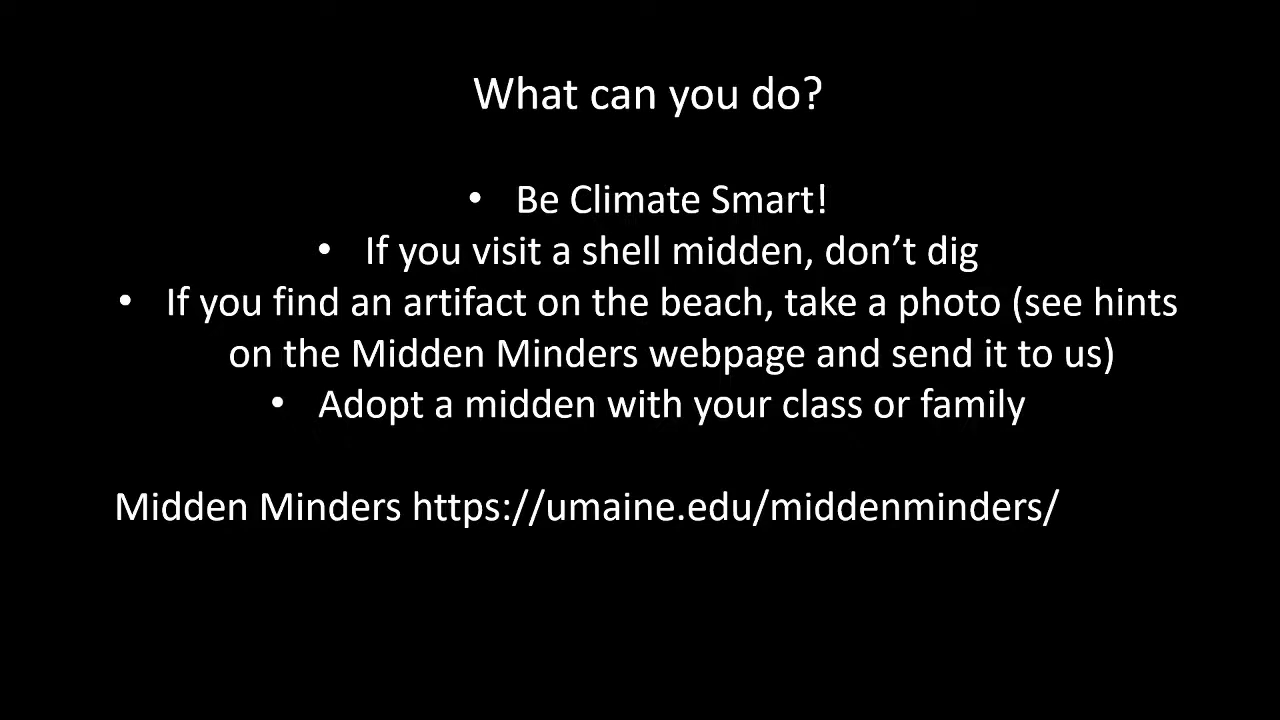 What can you do?
• Be Climate Smart!
• If you visit a shell midden, don’t dig
• If you find an artifact on the beach, take a photo (see hints
on the Midden Minders webpage and send it to us)
• Adopt a midden with your class or family
Midden Minders https://umaine.edu/middenminders/